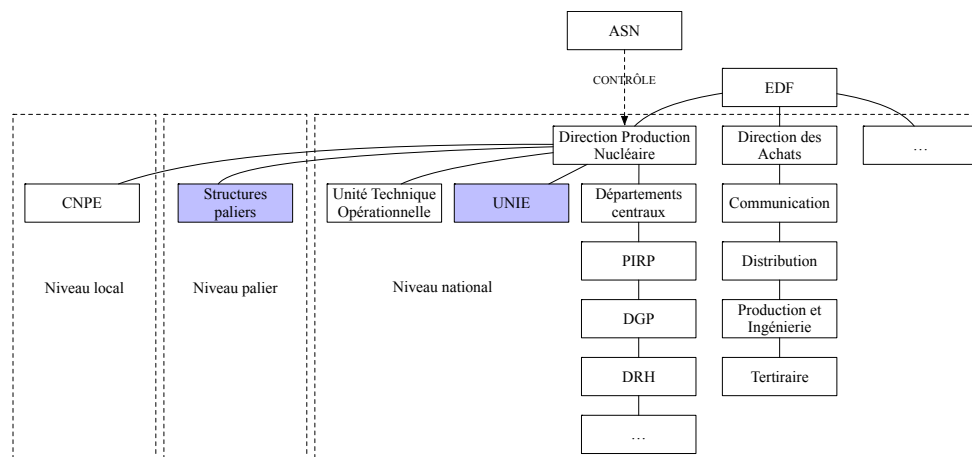 ASN
CONTRÔLE
EDF
Direction Production
Nucléaire
Direction des
Achats
…
CNPE
Structures
paliers
Unité Technique
Opérationnelle
UNIE
Départements
centraux
Communication
PIRP
Distribution
Niveau local
Niveau palier
Niveau national
DGP
Production et
Ingénierie
DRH
Tertiraire
…